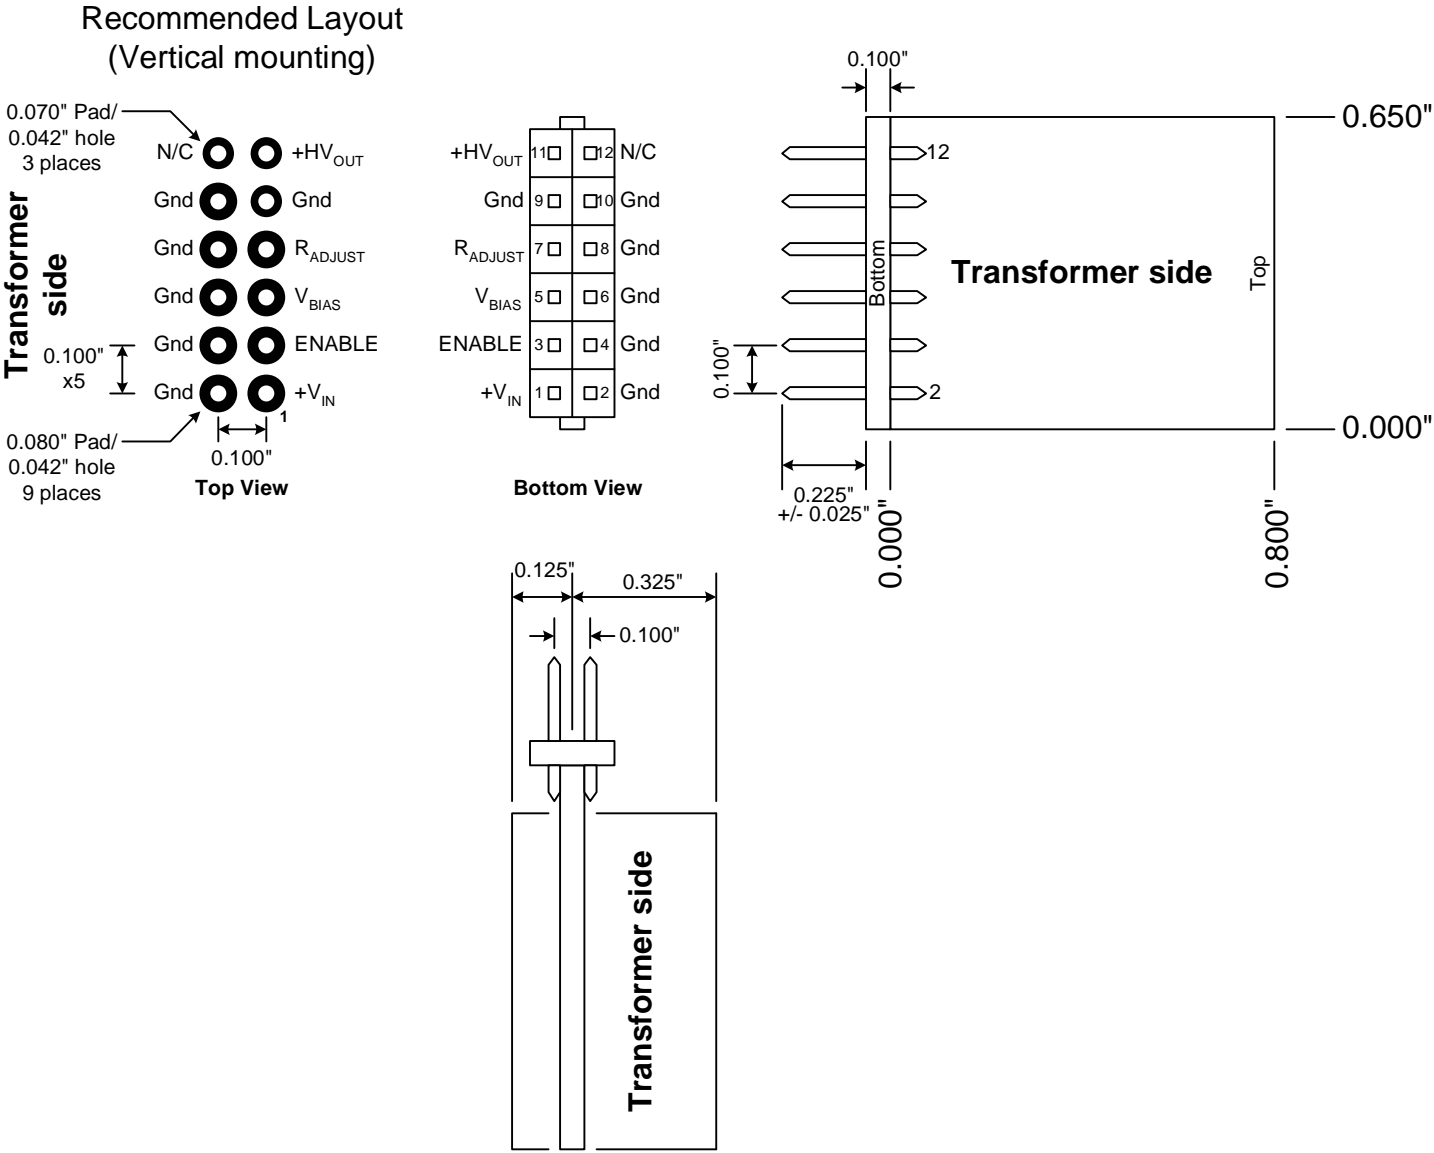 Recommended Layout
(Vertical mounting)
0.070" Pad/
0.042" hole
3 places
N/C
+HVOUT
Gnd
Gnd
Gnd
RADJUST
Gnd
VBIAS
Gnd
ENABLE
Gnd
+VIN
1
Transformer
side
0.100"
x5
0.080" Pad/
0.042" hole
9 places
0.100"
Top View
+HVOUT 11 12 N/C
Gnd 9 10 Gnd
RADJUST 7 8 Gnd
VBIAS 5 6 Gnd
ENABLE 3 4 Gnd
+VIN 1 2 Gnd
Bottom View
0.100"
0.650"
12
Bottom
Transformer side
Top
0.100"
2
0.000"
0.225"
+/- 0.025"
0.000"
0.800"
0.125"
0.325"
0.100"
Transformer side